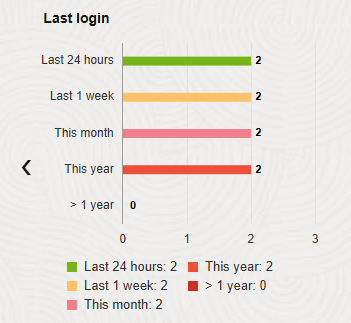 Last login
Last 24 hours 2
Last 1 week 2
This month 2
This year 2
> 1 year 0
0 1 2 3
Last 24 hours: 2 This year: 2
Last 1 week: 2 > 1 year: 0
This month: 2